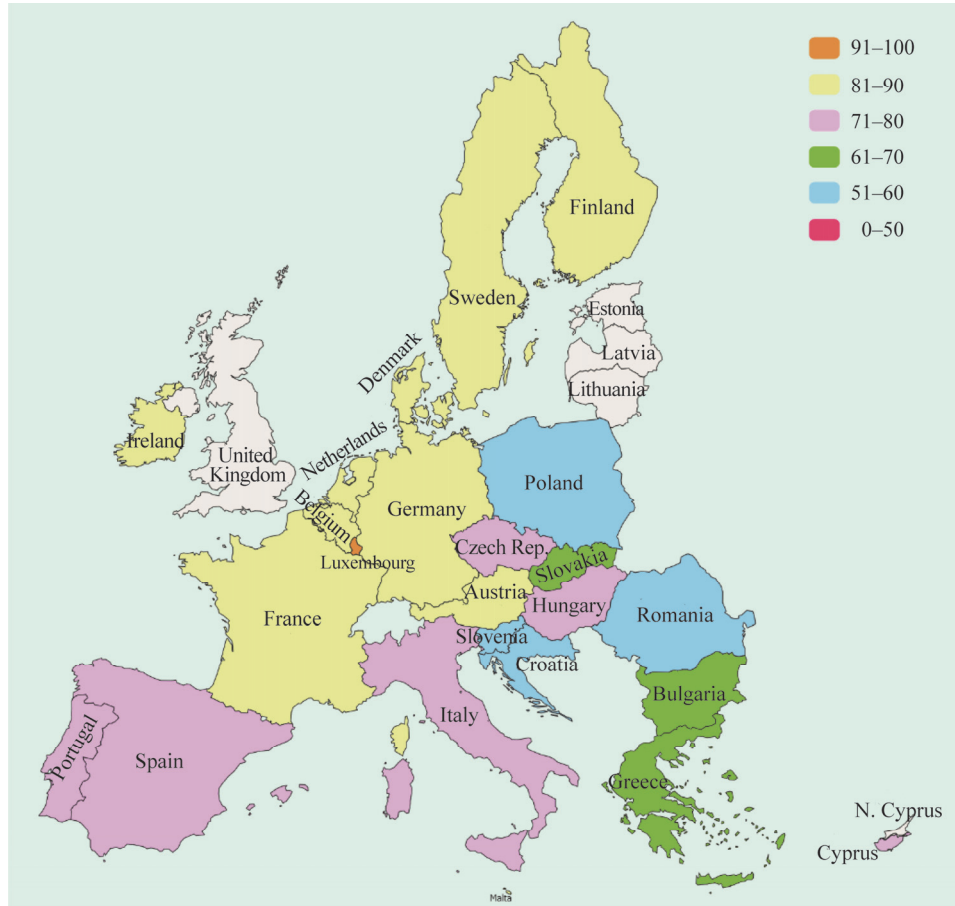 91–100
81–90
71–80
61–70
51–60
0–50
Finland
Sweden
Estonia
Latvia
Lithuania
Denmark
Ireland
United
Kingdom
Netherlands
Belgium
Luxembourg
Germany
Poland
Czech Rep.
Slovakia
Austria
Hungary
France
Slovenia
Croatia
Romania
Bulgaria
Italy
Portugal
Spain
Greece
N. Cyprus
Cyprus
Malta